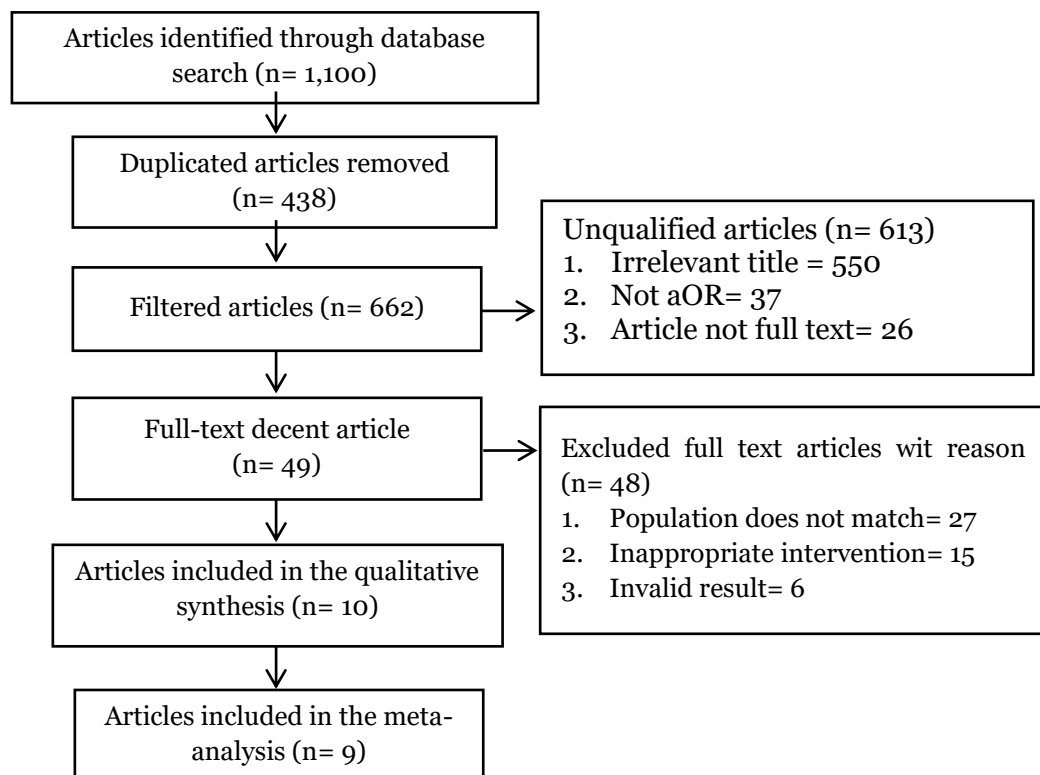 Articles identified through database
search (n= 1,100)
Duplicated articles removed
(n= 438)
Filtered articles (n= 662)
Unqualified articles (n= 613)
1. Irrelevant title = 550
2. Not aOR= 37
3. Article not full text= 26
Full-text decent article
(n= 49)
Excluded full text articles wit reason
(n= 48)
1. Population does not match= 27
2. Inappropriate intervention= 15
3. Invalid result= 6
Articles included in the qualitative
synthesis (n= 10)
Articles included in the meta-
analysis (n= 9)